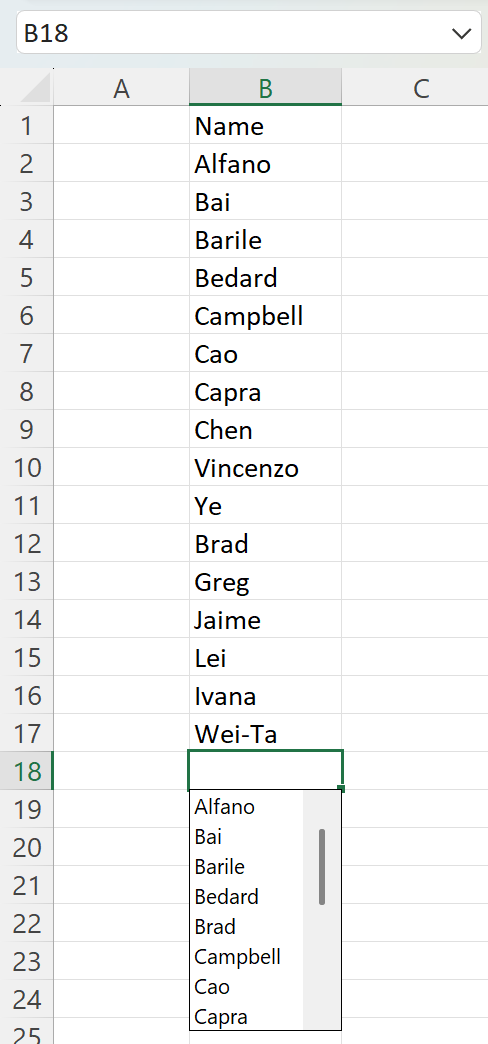 B18
A B C
1 Name
2 Alfano
3 Bai
4 Barile
5 Bedard
6 Campbell
7 Cao
8 Capra
9 Chen
10 Vincenzo
11 Ye
12 Brad
13 Greg
14 Jaime
15 Lei
16 Ivana
17 Wei-Ta
18
19 Alfano
Bai
20 Barile
21 Bedard
22 Brad
23 Campbell
24 Cao
25 Capra